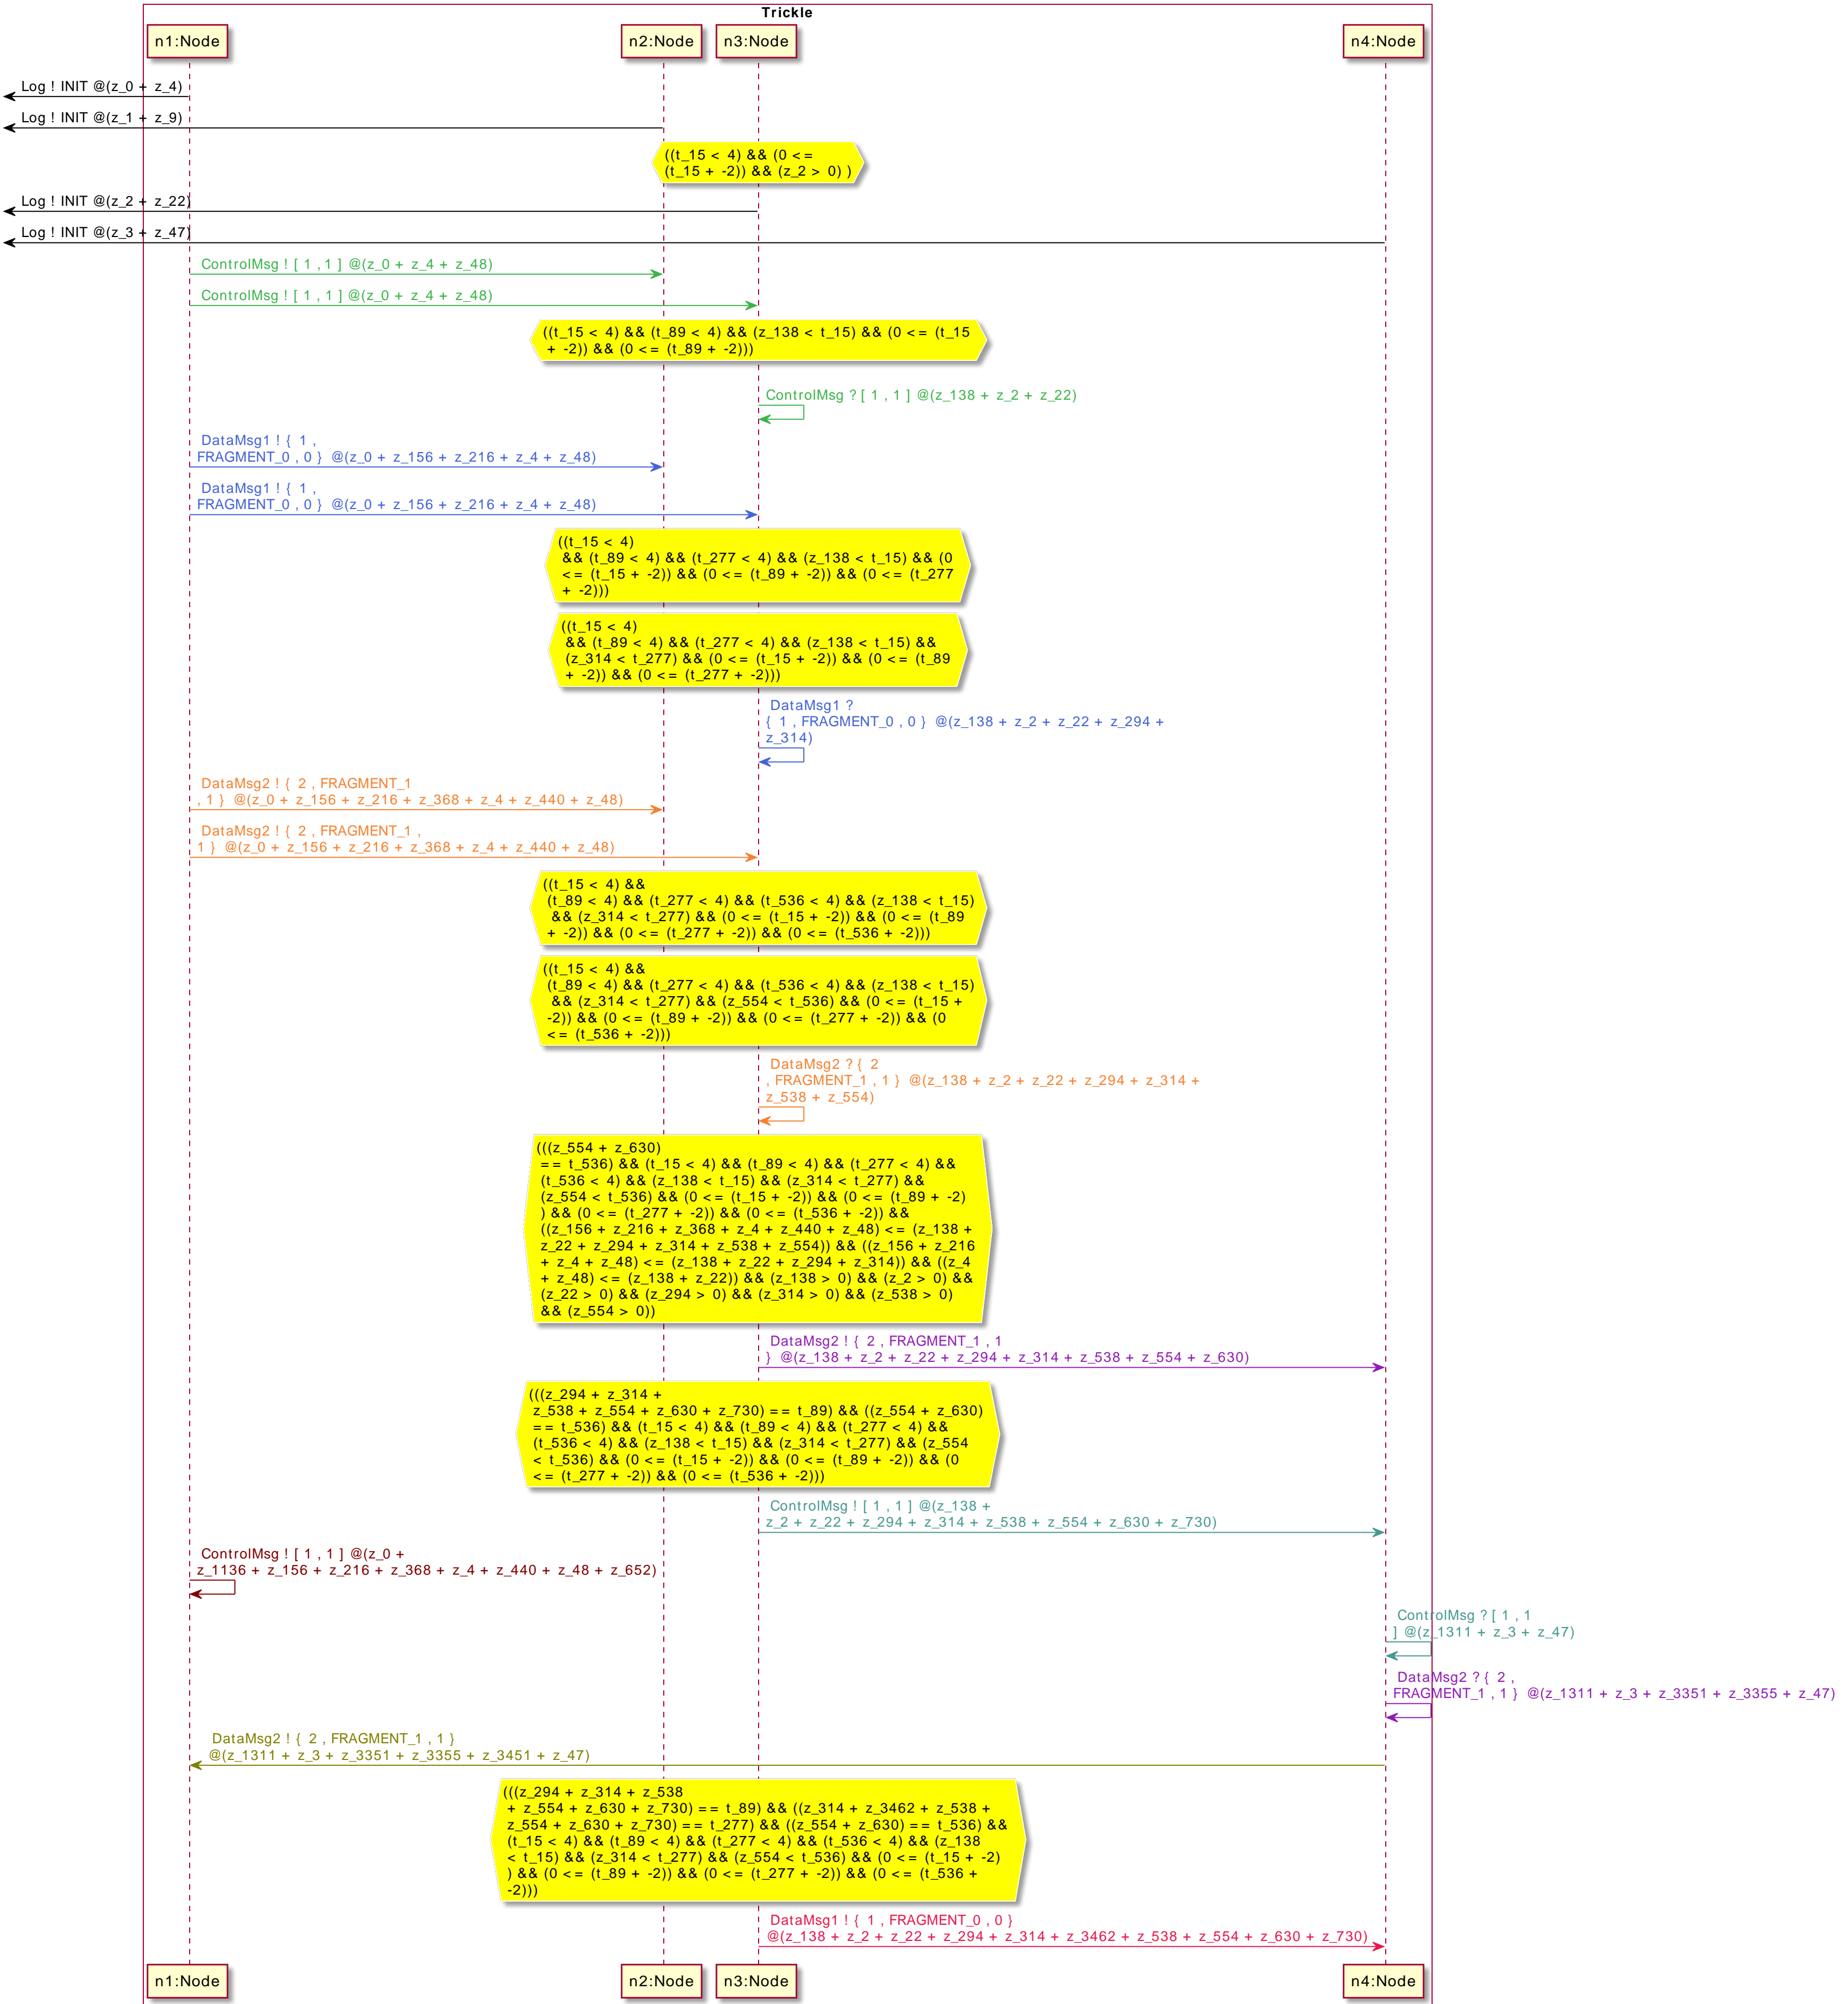 Trickle
n1:Node
n2:Node
n3:Node
n4:Node
Log ! INIT @(z_0 + z_4)
Log ! INIT @(z_1 + z_9)
((t_15 < 4) && (0 <=
(t_15 + -2)) && (z_2 > 0) )
Log ! INIT @(z_2 + z_22)
Log ! INIT @(z_3 + z_47)
ControlMsg ! [ 1 , 1 ] @(z_0 + z_4 + z_48)
ControlMsg ! [ 1 , 1 ] @(z_0 + z_4 + z_48)
((t_15 < 4) && (t_89 < 4) && (z_138 < t_15) && (0 <= (t_15
+ -2)) && (0 <= (t_89 + -2)))
ControlMsg ? [ 1 , 1 ] @(z_138 + z_2 + z_22)
DataMsg1 ! { 1 ,
FRAGMENT_0 , 0 } @(z_0 + z_156 + z_216 + z_4 + z_48)
DataMsg1 ! { 1 ,
FRAGMENT_0 , 0 } @(z_0 + z_156 + z_216 + z_4 + z_48)
((t_15 < 4)
&& (t_89 < 4) && (t_277 < 4) && (z_138 < t_15) && (0
<= (t_15 + -2)) && (0 <= (t_89 + -2)) && (0 <= (t_277
+ -2)))
((t_15 < 4)
&& (t_89 < 4) && (t_277 < 4) && (z_138 < t_15) &&
(z_314 < t_277) && (0 <= (t_15 + -2)) && (0 <= (t_89
+ -2)) && (0 <= (t_277 + -2)))
DataMsg1 ?
{ 1 , FRAGMENT_0 , 0 } @(z_138 + z_2 + z_22 + z_294 +
z_314)
DataMsg2 ! { 2 , FRAGMENT_1
, 1 } @(z_0 + z_156 + z_216 + z_368 + z_4 + z_440 + z_48)
DataMsg2 ! { 2 , FRAGMENT_1 ,
1 } @(z_0 + z_156 + z_216 + z_368 + z_4 + z_440 + z_48)
((t_15 < 4) &&
(t_89 < 4) && (t_277 < 4) && (t_536 < 4) && (z_138 < t_15)
&& (z_314 < t_277) && (0 <= (t_15 + -2)) && (0 <= (t_89
+ -2)) && (0 <= (t_277 + -2)) && (0 <= (t_536 + -2)))
((t_15 < 4) &&
(t_89 < 4) && (t_277 < 4) && (t_536 < 4) && (z_138 < t_15)
&& (z_314 < t_277) && (z_554 < t_536) && (0 <= (t_15 +
-2)) && (0 <= (t_89 + -2)) && (0 <= (t_277 + -2)) && (0
<= (t_536 + -2)))
DataMsg2 ? { 2
, FRAGMENT_1 , 1 } @(z_138 + z_2 + z_22 + z_294 + z_314 +
z_538 + z_554)
(((z_554 + z_630)
== t_536) && (t_15 < 4) && (t_89 < 4) && (t_277 < 4) &&
(t_536 < 4) && (z_138 < t_15) && (z_314 < t_277) &&
(z_554 < t_536) && (0 <= (t_15 + -2)) && (0 <= (t_89 + -2)
) && (0 <= (t_277 + -2)) && (0 <= (t_536 + -2)) &&
((z_156 + z_216 + z_368 + z_4 + z_440 + z_48) <= (z_138 +
z_22 + z_294 + z_314 + z_538 + z_554)) && ((z_156 + z_216
+ z_4 + z_48) <= (z_138 + z_22 + z_294 + z_314)) && ((z_4
+ z_48) <= (z_138 + z_22)) && (z_138 > 0) && (z_2 > 0) &&
(z_22 > 0) && (z_294 > 0) && (z_314 > 0) && (z_538 > 0)
&& (z_554 > 0))
DataMsg2 ! { 2 , FRAGMENT_1 , 1
} @(z_138 + z_2 + z_22 + z_294 + z_314 + z_538 + z_554 + z_630)
(((z_294 + z_314 +
z_538 + z_554 + z_630 + z_730) == t_89) && ((z_554 + z_630)
== t_536) && (t_15 < 4) && (t_89 < 4) && (t_277 < 4) &&
(t_536 < 4) && (z_138 < t_15) && (z_314 < t_277) && (z_554
< t_536) && (0 <= (t_15 + -2)) && (0 <= (t_89 + -2)) && (0
<= (t_277 + -2)) && (0 <= (t_536 + -2)))
ControlMsg ! [ 1 , 1 ] @(z_138 +
z_2 + z_22 + z_294 + z_314 + z_538 + z_554 + z_630 + z_730)
ControlMsg ! [ 1 , 1 ] @(z_0 +
z_1136 + z_156 + z_216 + z_368 + z_4 + z_440 + z_48 + z_652)
ControlMsg ? [ 1 , 1
] @(z_1311 + z_3 + z_47)
DataMsg2 ? { 2 ,
FRAGMENT_1 , 1 } @(z_1311 + z_3 + z_3351 + z_3355 + z_47)
DataMsg2 ! { 2 , FRAGMENT_1 , 1 }
@(z_1311 + z_3 + z_3351 + z_3355 + z_3451 + z_47)
(((z_294 + z_314 + z_538
+ z_554 + z_630 + z_730) == t_89) && ((z_314 + z_3462 + z_538 +
z_554 + z_630 + z_730) == t_277) && ((z_554 + z_630) == t_536) &&
(t_15 < 4) && (t_89 < 4) && (t_277 < 4) && (t_536 < 4) && (z_138
< t_15) && (z_314 < t_277) && (z_554 < t_536) && (0 <= (t_15 + -2)
) && (0 <= (t_89 + -2)) && (0 <= (t_277 + -2)) && (0 <= (t_536 +
-2)))
DataMsg1 ! { 1 , FRAGMENT_0 , 0 }
@(z_138 + z_2 + z_22 + z_294 + z_314 + z_3462 + z_538 + z_554 + z_630 + z_730)
n1:Node
n2:Node
n3:Node
n4:Node